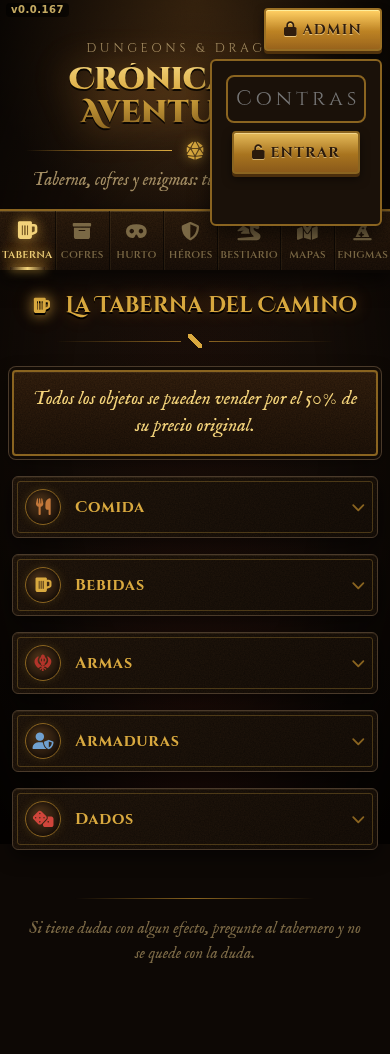 v0.0.167
ADMIN
DUNGEONS & DRAG
CRÓNIC
AVENTU
CONTRAS
ENTRAR
Taberna, cofres y enigmas:
TABERNA
COFRES
HURTO
HÉROES
BESTIARIO
MAPAS
ENIGMAS
LA TABERNA DEL CAMINO
Todos los objetos se pueden vender por el 50% de
su precio original.
COMIDA
BEBIDAS
ARMAS
ARMADURAS
DADOS
Si tiene dudas con algun efecto, pregunte al tabernero y no
se quede con la duda.